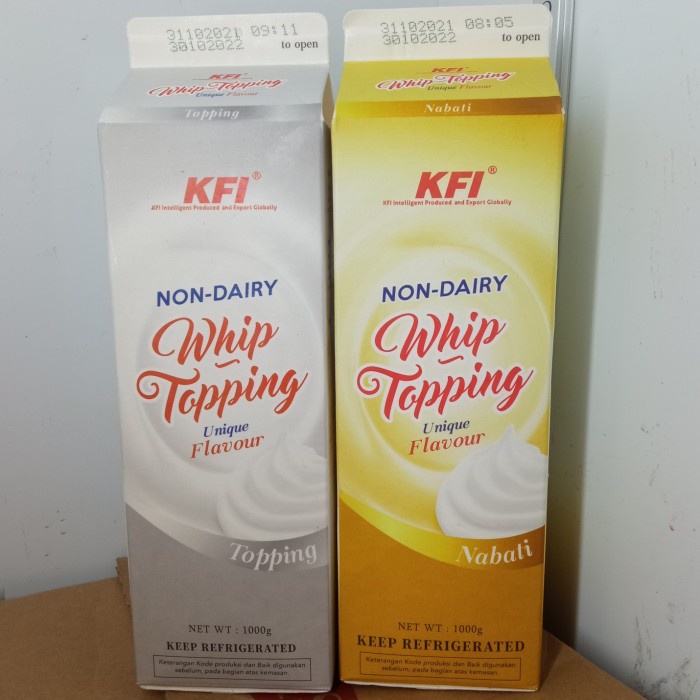 31102021 09:11
30102022
to open
KFI
Whip Topping
Unique Flavour
Topping
KFI®
KFI Intelligent Produced and Export Globally
NON-DAIRY
Whip
Topping
Unique
Flavour
Topping
NET WT : 1000g
KEEP REFRIGERATED
Keterangan Kode produksi dan Baik digunakan
sebelum, pada bagian atas kemasan.
31102021 08:05
30102022
to open
KFI
Whip Topping
Unique Flavour
Nabati
KFI®
KFI Intelligent Produced and Export Globally
NON-DAIRY
Whip
Topping
Unique
Flavour
Nabati
NET WT : 1000g
KEEP REFRIGERATED
Keterangan Kode produksi dan Baik digunakan
sebelum, pada bagian atas kemasan.